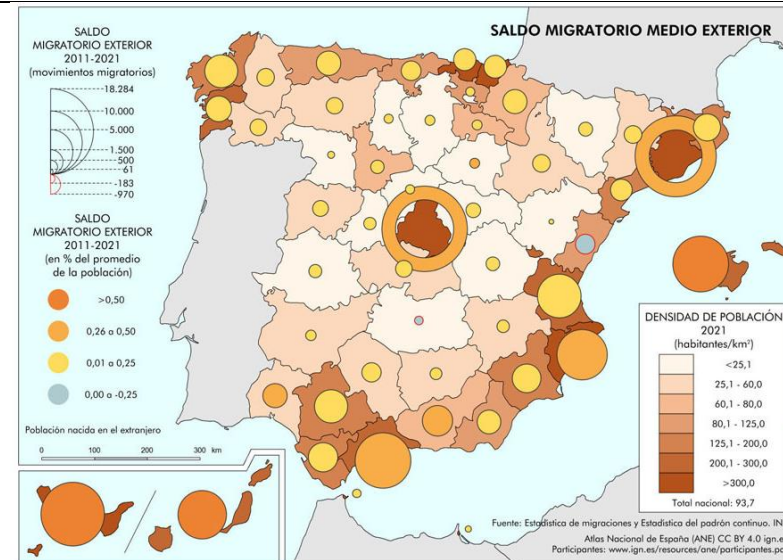 SALDO MIGRATORIO MEDIO EXTERIOR
SALDO
MIGRATORIO EXTERIOR
2011-2021
(movimientos migratorios)
18.284
10.000
5.000
1.500
500
61
-183
-970
SALDO
MIGRATORIO EXTERIOR
2011-2021
(en % del promedio
de la población)
>0,50
0,26 a 0,50
0,01 a 0,25
0,00 a -0,25
Población nacida en el extranjero
0 100 200 300 km
DENSIDAD DE POBLACIÓN
2021
(habitantes/km²)
<25,1
25,1 - 60,0
60,1 - 80,0
80,1 - 125,0
125,1 - 200,0
200,1 - 300,0
>300,0
Total nacional: 93,7
Fuente: Estadística de migraciones y Estadística del padrón continuo. IN
Atlas Nacional de España (ANE) CC BY 4.0 ign.e
Participantes: www.ign.es/resources/ane/participantes.p